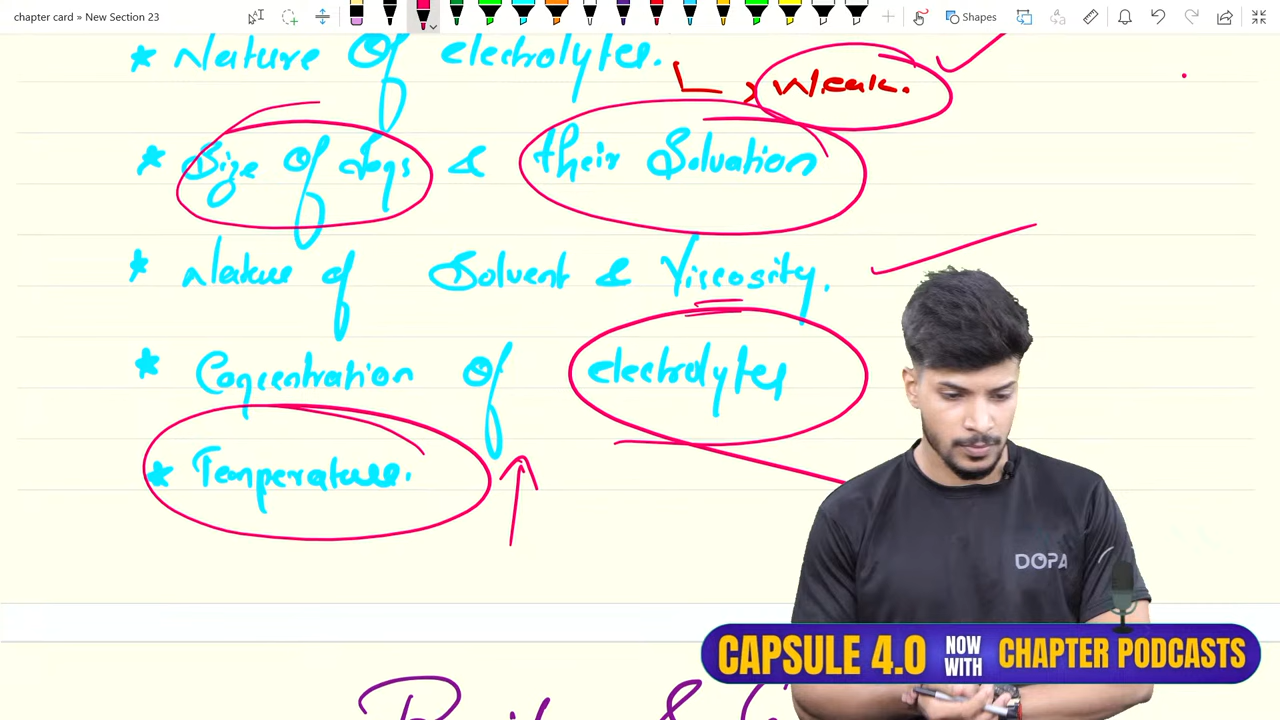 chapter card » New Section 23
Shapes
* Nature Of electrolytes.
Weak.
* Size Of Ions & their Solvation
* Nature of Solvent & Viscosity.
* Concentration Of electrolytes
* Temperature.
DOPA
CAPSULE 4.0 NOW WITH CHAPTER PODCASTS